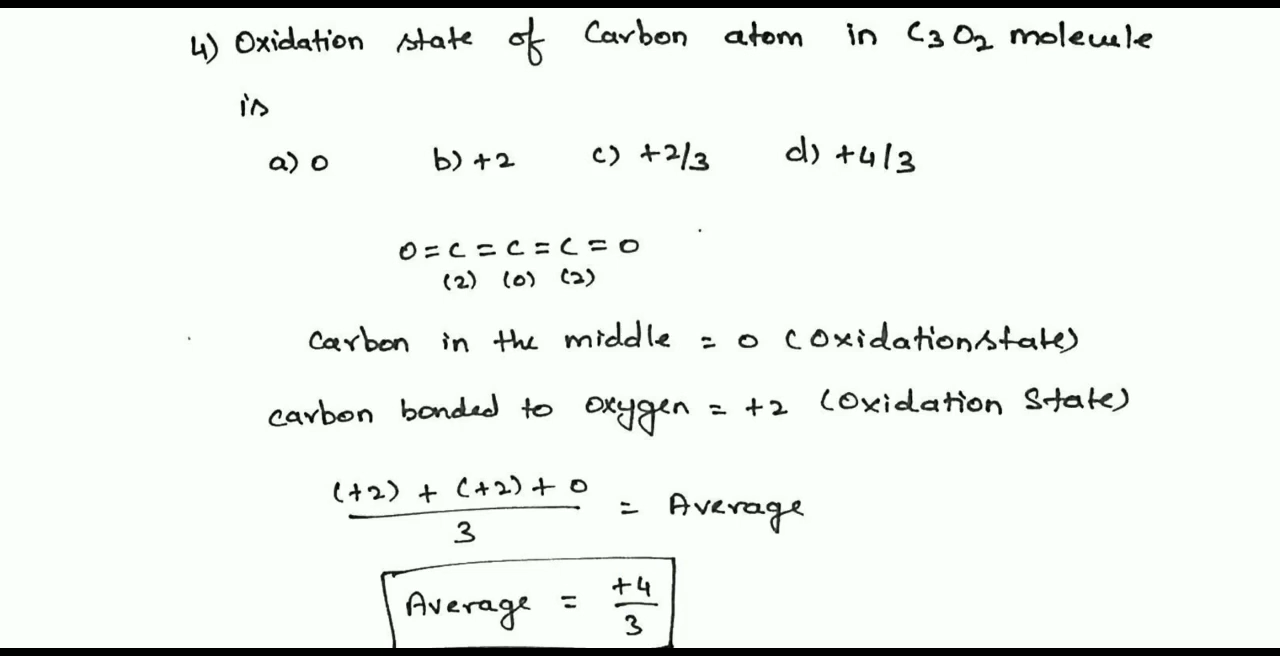 4) Oxidation state of Carbon atom in C3O2 molecule
is
a) 0 b) +2 c) +2/3 d) +4/3
O=C=C=C=O
(2) (0) (2)
Carbon in the middle = 0 (Oxidation state)
carbon bonded to oxygen = +2 (Oxidation State)
(+2) + (+2) + 0
3
= Average
Average = +4/3